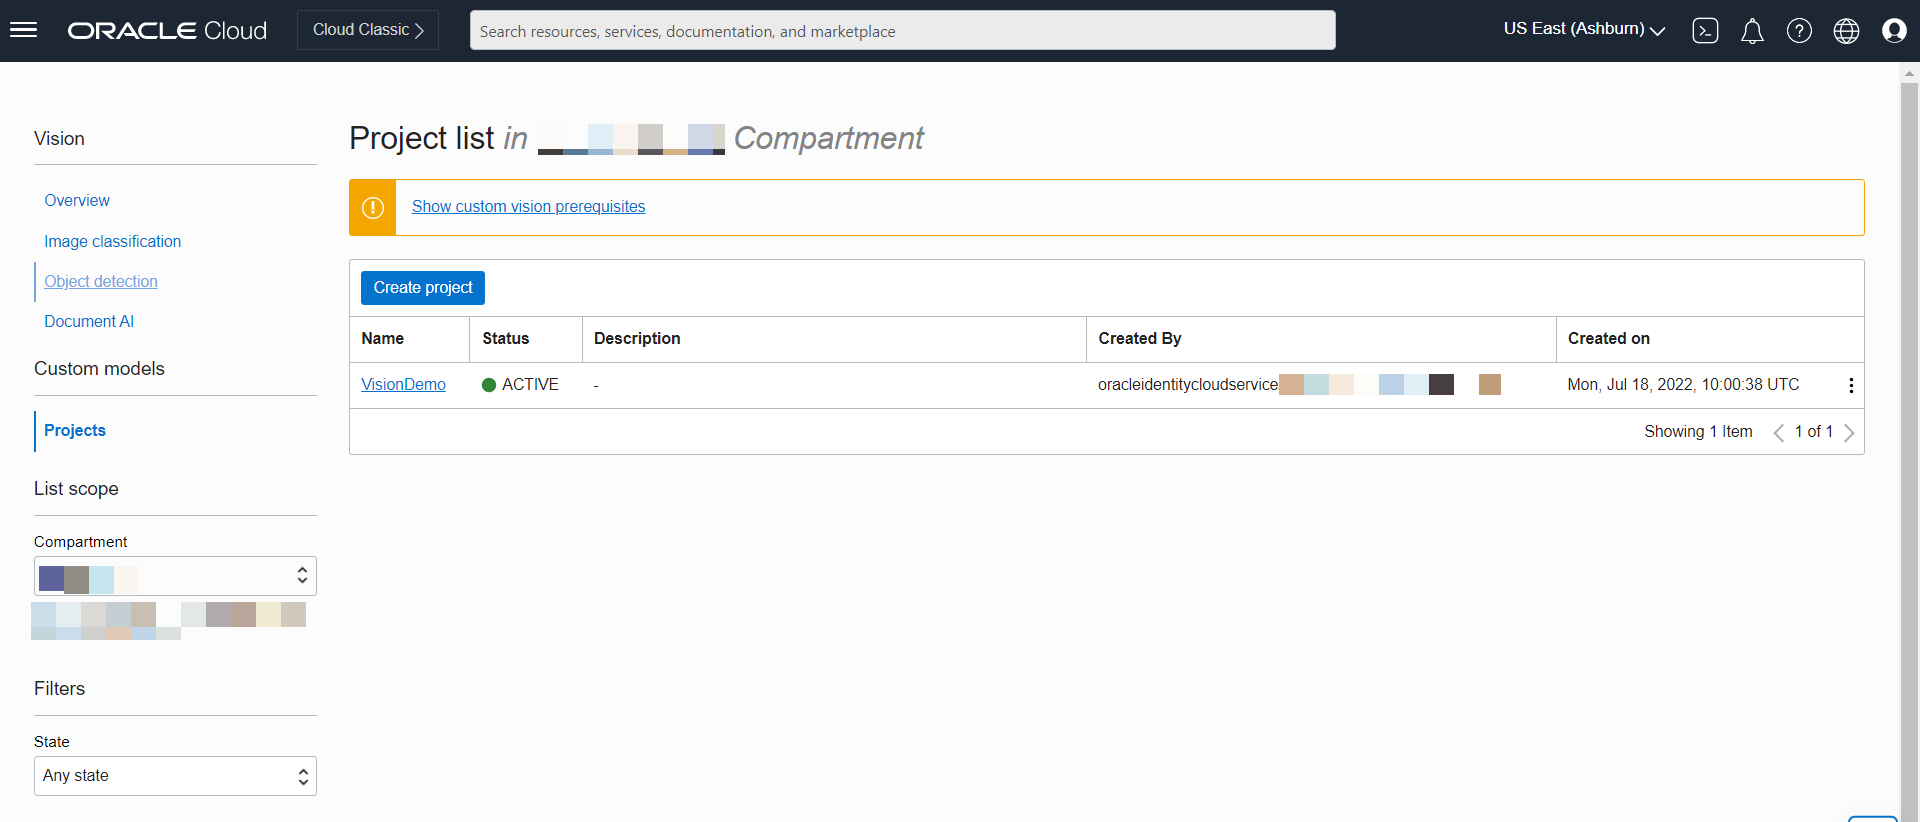 ORACLE Cloud
Cloud Classic
Search resources, services, documentation, and marketplace
US East (Ashburn)
Vision
Overview
Image classification
Object detection
Document AI
Custom models
Projects
List scope
Compartment
Filters
State
Any state
Project list in Compartment
Show custom vision prerequisites
Create project
Name Status Description Created By Created on
VisionDemo ACTIVE - oracleidentitycloudservice Mon, Jul 18, 2022, 10:00:38 UTC
Showing 1 Item 1 of 1